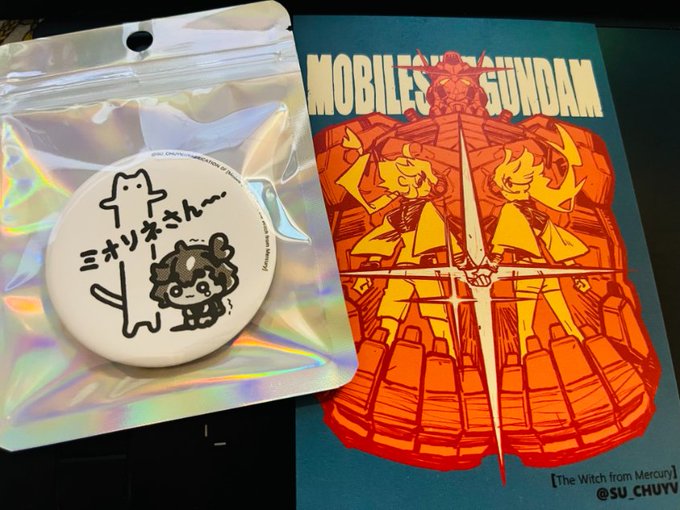 ミオリネさん〜
MOBILE SUIT GUNDAM
[The Witch from Mercury]
@SU_CHUYV